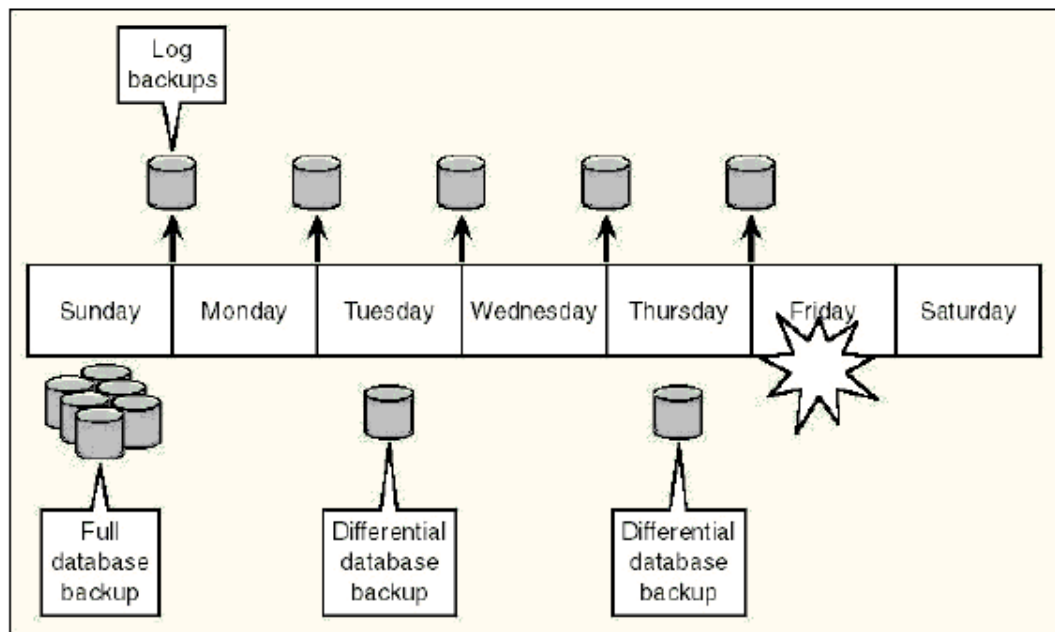 Log
backups
Sunday
Monday
Tuesday
Wednesday
Thursday
Friday
Saturday
Full
database
backup
Differential
database
backup
Differential
database
backup